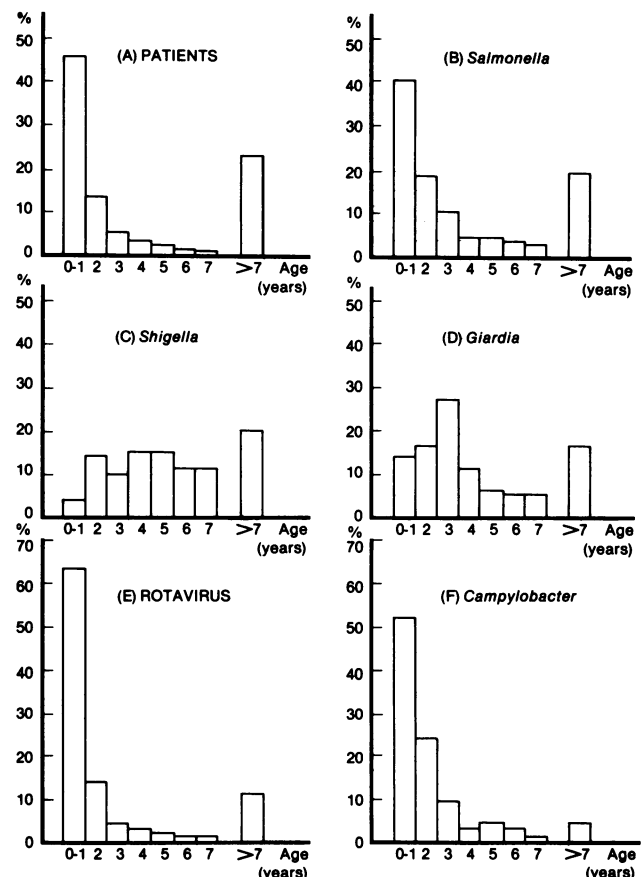 %
50
40
30
20
10
0
(A) PATIENTS
0-1 2 3 4 5 6 7 >7 Age
(years)
%
50
40
30
20
10
0
(B) Salmonella
0-1 2 3 4 5 6 7 >7 Age
(years)
50
40
30
20
10
0
(C) Shigella
0-1 2 3 4 5 6 7 >7 Age
(years)
50
40
30
20
10
0
(D) Giardia
0-1 2 3 4 5 6 7 >7 Age
(years)
%
70
60
50
40
30
20
10
0
(E) ROTAVIRUS
0-1 2 3 4 5 6 7 >7 Age
(years)
%
70
60
50
40
30
20
10
0
(F) Campylobacter
0-1 2 3 4 5 6 7 >7 Age
(years)